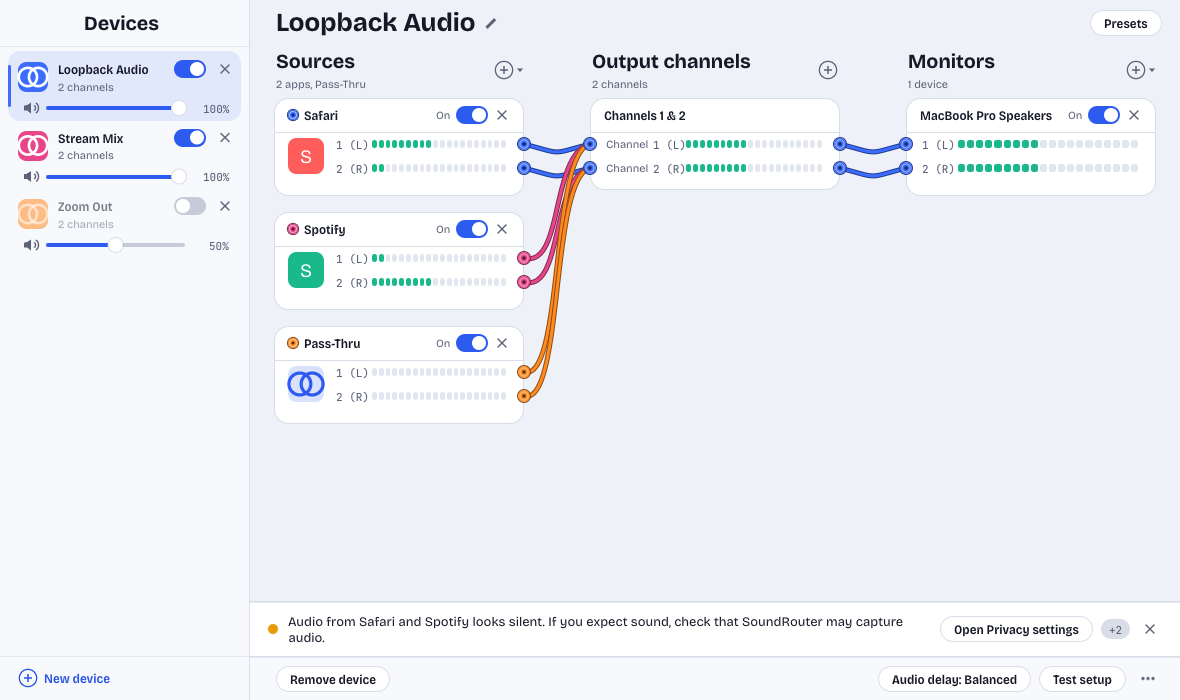 Devices
Loopback Audio
2 channels
100%
Stream Mix
2 channels
100%
Zoom Out
2 channels
50%
New device
Loopback Audio
Presets
Sources
2 apps, Pass-Thru
Safari
On
S
1 (L)
2 (R)
Spotify
On
S
1 (L)
2 (R)
Pass-Thru
On
1 (L)
2 (R)
Output channels
2 channels
Channels 1 & 2
Channel 1 (L)
Channel 2 (R)
Monitors
1 device
MacBook Pro Speakers
On
1 (L)
2 (R)
Audio from Safari and Spotify looks silent. If you expect sound, check that SoundRouter may capture
audio.
Open Privacy settings
+2
Remove device
Audio delay: Balanced
Test setup